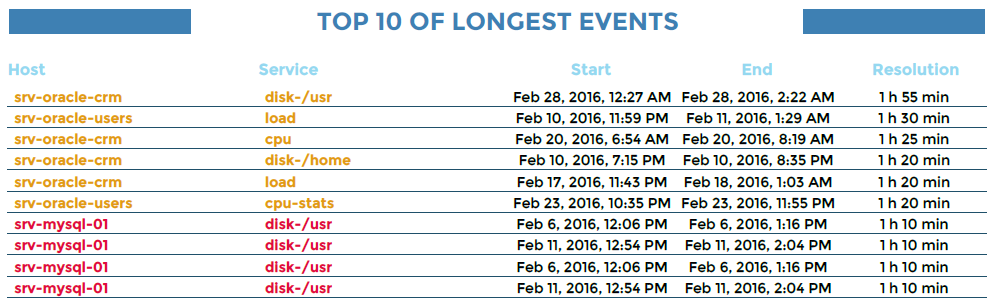 TOP 10 OF LONGEST EVENTS
Host Service Start End Resolution
srv-oracle-crm disk-/usr Feb 28, 2016, 12:27 AM Feb 28, 2016, 2:22 AM 1 h 55 min
srv-oracle-users load Feb 10, 2016, 11:59 PM Feb 11, 2016, 1:29 AM 1 h 30 min
srv-oracle-crm cpu Feb 20, 2016, 6:54 AM Feb 20, 2016, 8:19 AM 1 h 25 min
srv-oracle-crm disk-/home Feb 10, 2016, 7:15 PM Feb 10, 2016, 8:35 PM 1 h 20 min
srv-oracle-crm load Feb 17, 2016, 11:43 PM Feb 18, 2016, 1:03 AM 1 h 20 min
srv-oracle-users cpu-stats Feb 23, 2016, 10:35 PM Feb 23, 2016, 11:55 PM 1 h 20 min
srv-mysql-01 disk-/usr Feb 6, 2016, 12:06 PM Feb 6, 2016, 1:16 PM 1 h 10 min
srv-mysql-01 disk-/usr Feb 11, 2016, 12:54 PM Feb 11, 2016, 2:04 PM 1 h 10 min
srv-mysql-01 disk-/usr Feb 6, 2016, 12:06 PM Feb 6, 2016, 1:16 PM 1 h 10 min
srv-mysql-01 disk-/usr Feb 11, 2016, 12:54 PM Feb 11, 2016, 2:04 PM 1 h 10 min